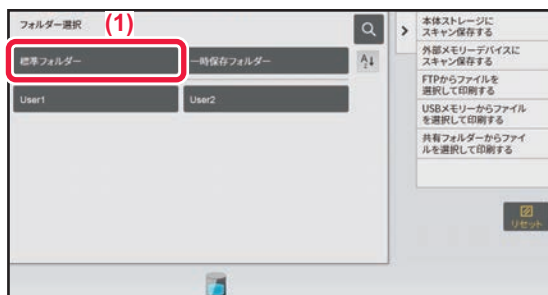 フォルダー選択
(1)
標準フォルダー
一時保存フォルダー
User1
User2
本体ストレージに
スキャン保存する
外部メモリーデバイスに
スキャン保存する
FTPからファイルを
選択して印刷する
USBメモリーからファイル
を選択して印刷する
共有フォルダーからファイ
ルを選択して印刷する
リセット